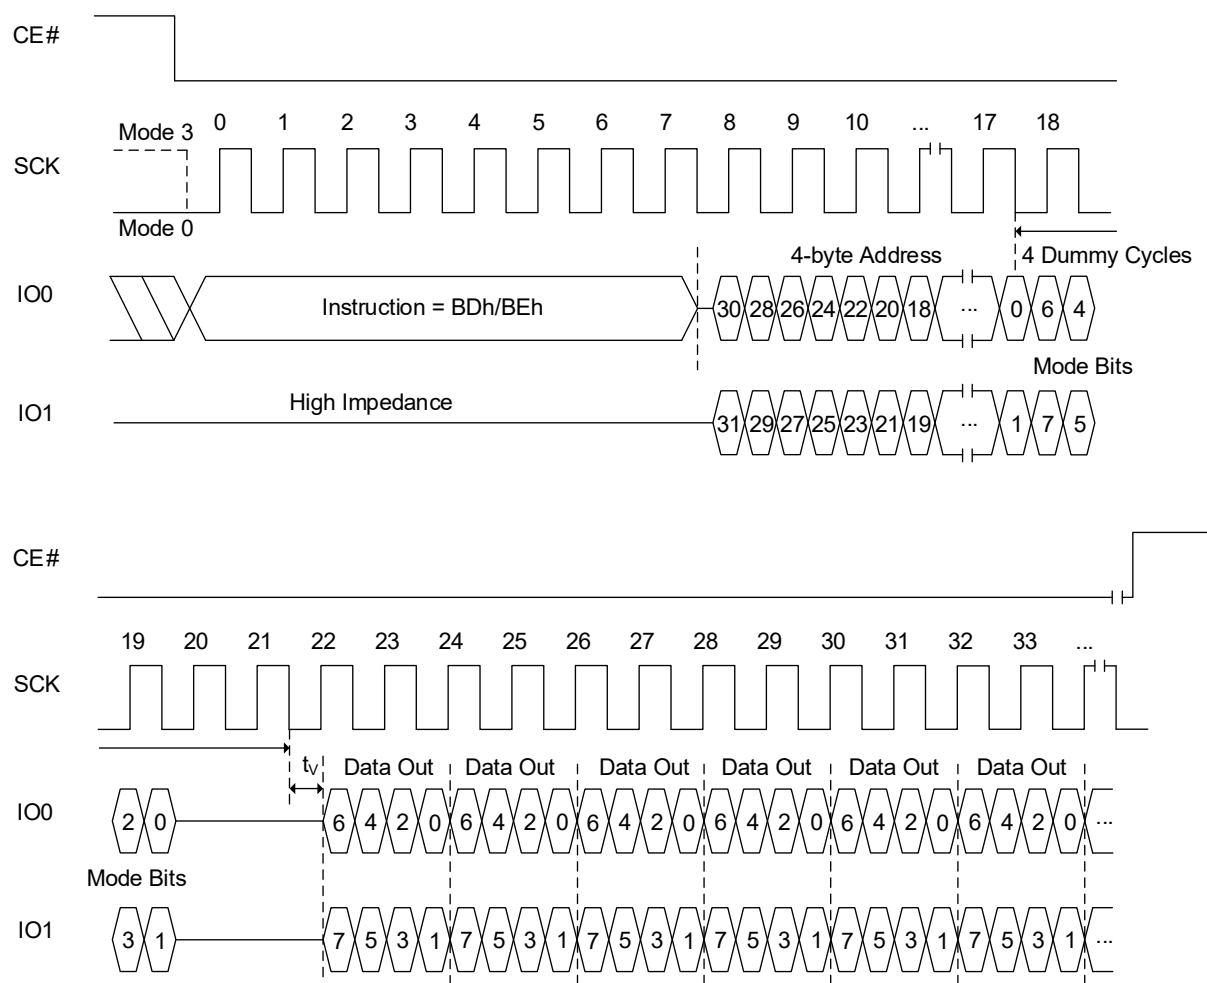 CE#
0 1 2 3 4 5 6 7 8 9 10 ... 17 18
Mode 3
SCK
Mode 0
4-byte Address 4 Dummy Cycles
IO0 Instruction = BDh/BEh 30 28 26 24 22 20 18 ... 0 6 4
Mode Bits
High Impedance
IO1 31 29 27 25 23 21 19 ... 1 7 5
CE#
19 20 21 22 23 24 25 26 27 28 29 30 31 32 33 ...
SCK
tV Data Out Data Out Data Out Data Out Data Out Data Out
IO0 2 0 6 4 2 0 6 4 2 0 6 4 2 0 6 4 2 0 6 4 2 0 6 4 2 0 ...
Mode Bits
IO1 3 1 7 5 3 1 7 5 3 1 7 5 3 1 7 5 3 1 7 5 3 1 7 5 3 1 ...